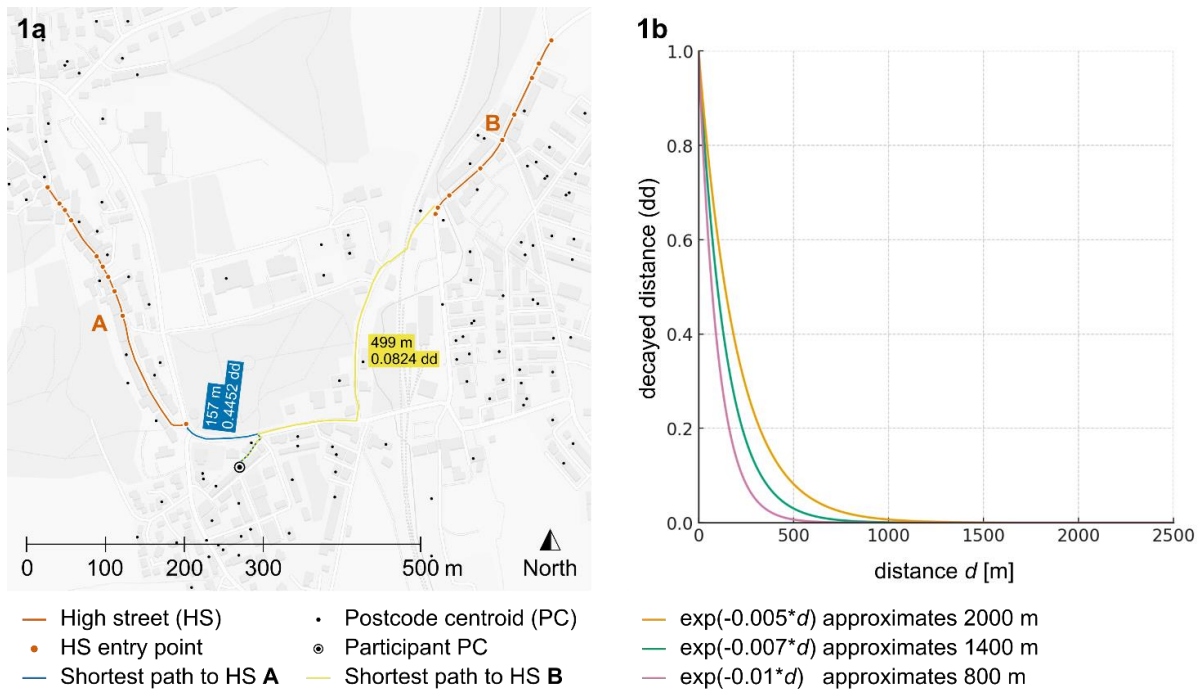 1a
B
A
157 m
0.4452 dd
499 m
0.0824 dd
0 100 200 300 500 m
North
High street (HS)
HS entry point
Shortest path to HS A
Postcode centroid (PC)
Participant PC
Shortest path to HS B
1b
decayed distance (dd)
1.0
0.8
0.6
0.4
0.2
0.0
0 500 1000 1500 2000 2500
distance d [m]
exp(-0.005*d) approximates 2000 m
exp(-0.007*d) approximates 1400 m
exp(-0.01*d) approximates 800 m